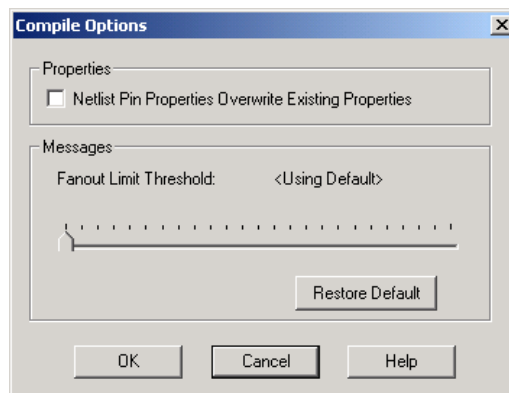 Compile Options
Properties
Netlist Pin Properties Overwrite Existing Properties
Messages
Fanout Limit Threshold: <Using Default>
Restore Default
OK Cancel Help